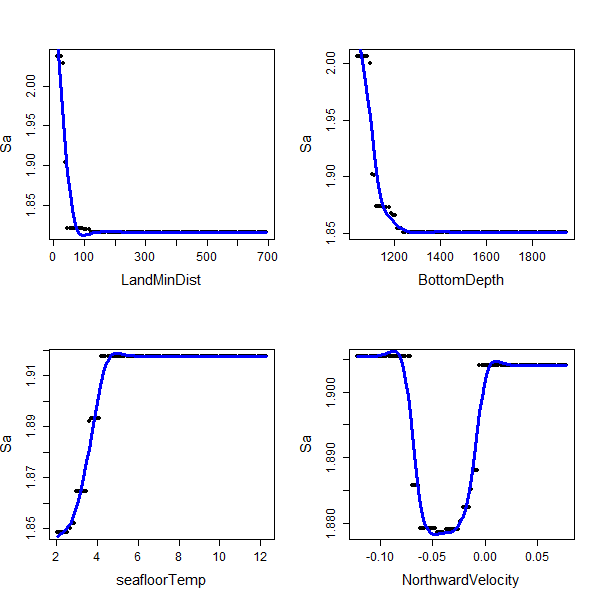 Sa
1.85 1.90 1.95 2.00
0 100 300 500 700
LandMinDist
Sa
1.85 1.90 1.95 2.00
1200 1400 1600 1800
BottomDepth
Sa
1.85 1.87 1.89 1.91
2 4 6 8 10 12
seafloorTemp
Sa
1.880 1.890 1.900
-0.10 -0.05 0.00 0.05
NorthwardVelocity